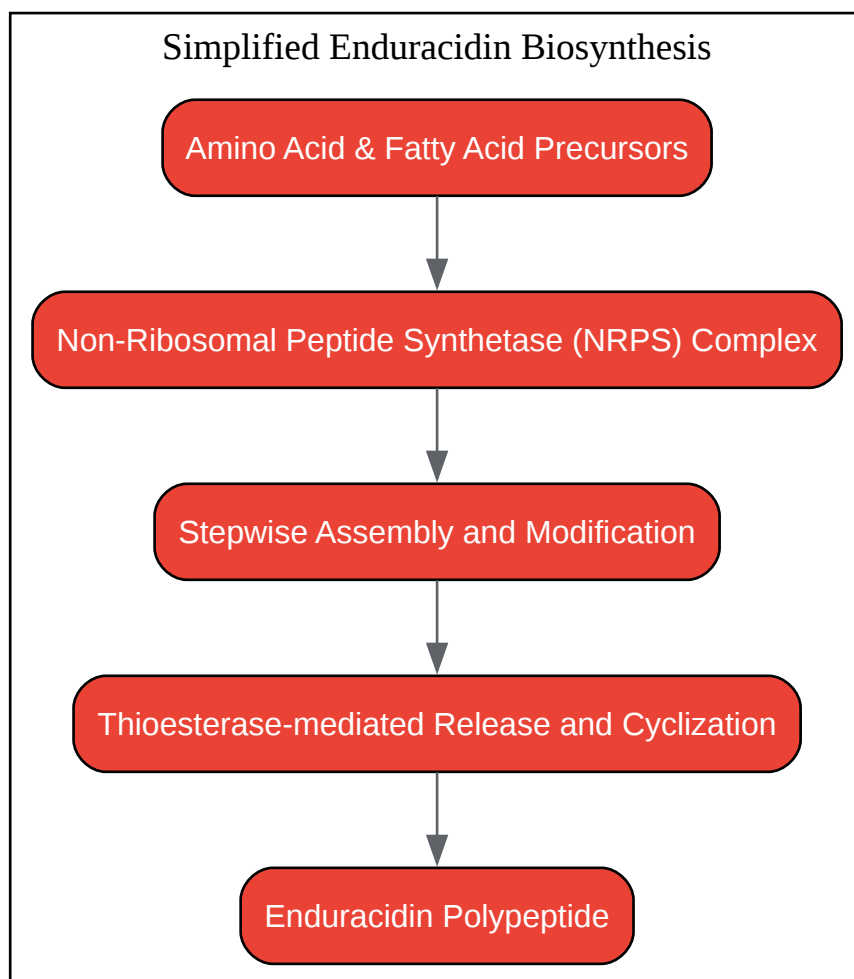 Simplified Enduracidin Biosynthesis
Amino Acid & Fatty Acid Precursors
Non-Ribosomal Peptide Synthetase (NRPS) Complex
Stepwise Assembly and Modification
Thioesterase-mediated Release and Cyclization
Enduracidin Polypeptide